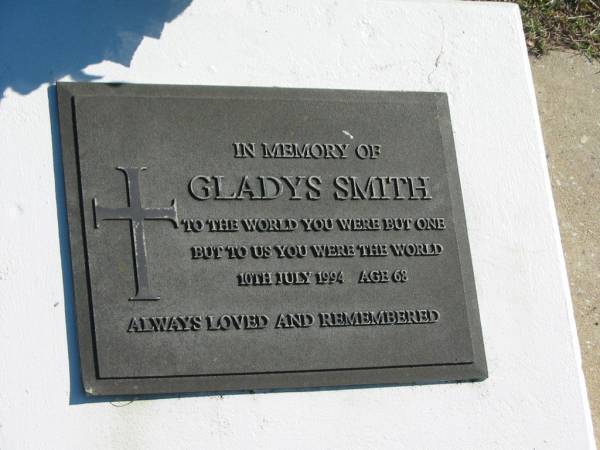 IN MEMORY OF
GLADYS SMITH
TO THE WORLD YOU WERE BUT ONE
BUT TO US YOU WERE THE WORLD
10TH JULY 1994 AGE 68
ALWAYS LOVED AND REMEMBERED